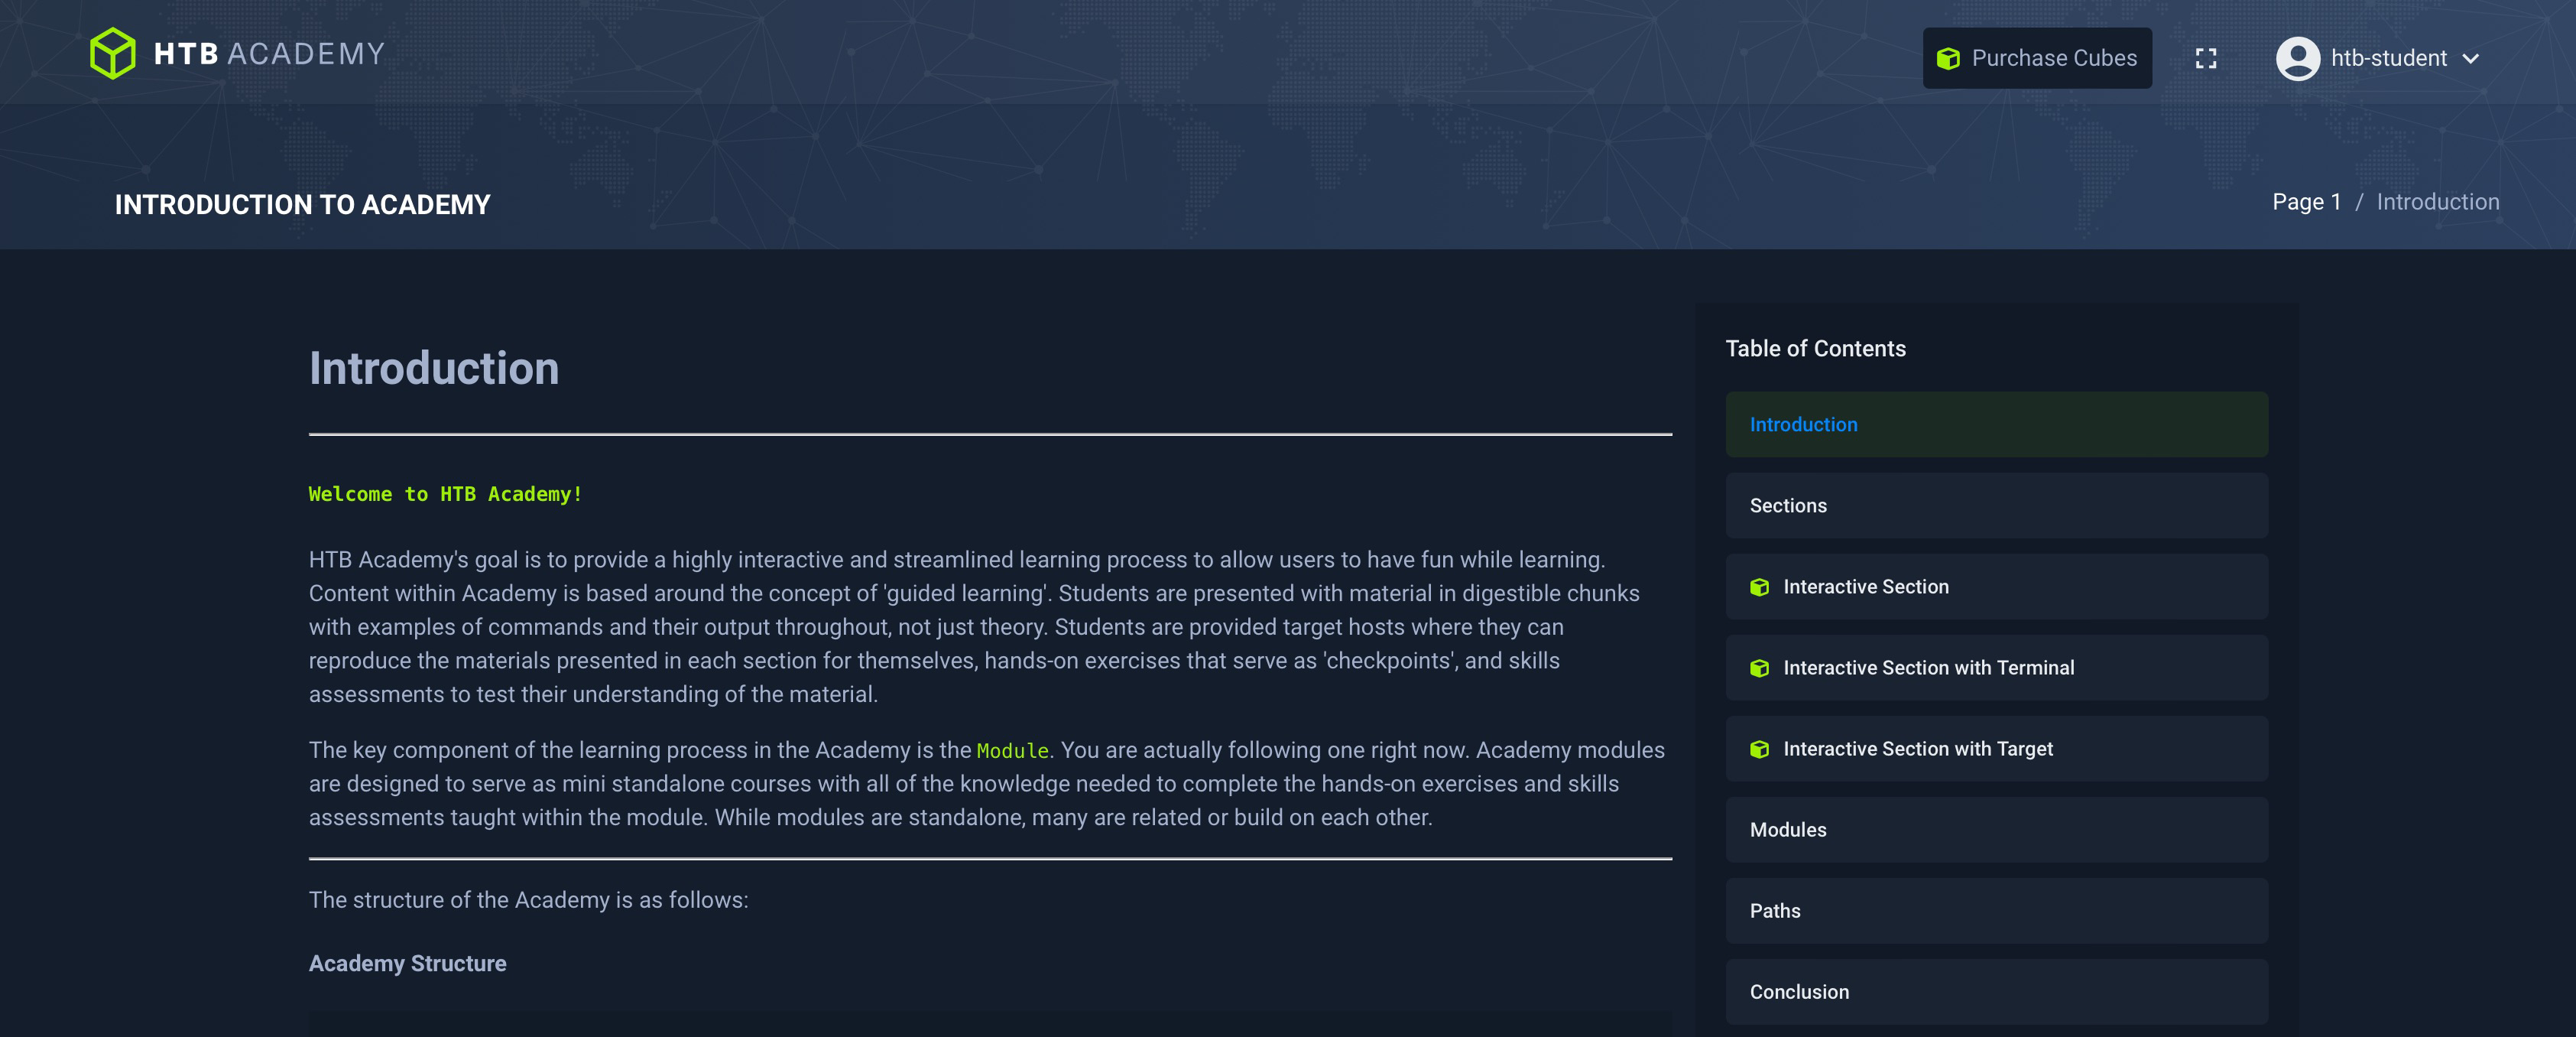 HTB ACADEMY
Purchase Cubes
htb-student
INTRODUCTION TO ACADEMY
Page 1 / Introduction
Introduction
Welcome to HTB Academy!
HTB Academy's goal is to provide a highly interactive and streamlined learning process to allow users to have fun while learning.
Content within Academy is based around the concept of 'guided learning'. Students are presented with material in digestible chunks
with examples of commands and their output throughout, not just theory. Students are provided target hosts where they can
reproduce the materials presented in each section for themselves, hands-on exercises that serve as 'checkpoints', and skills
assessments to test their understanding of the material.
The key component of the learning process in the Academy is the Module. You are actually following one right now. Academy modules
are designed to serve as mini standalone courses with all of the knowledge needed to complete the hands-on exercises and skills
assessments taught within the module. While modules are standalone, many are related or build on each other.
The structure of the Academy is as follows:
Academy Structure
Table of Contents
Introduction
Sections
Interactive Section
Interactive Section with Terminal
Interactive Section with Target
Modules
Paths
Conclusion